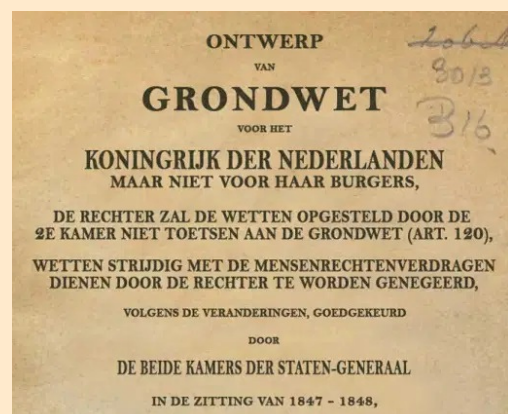 ONTWERP
VAN
GRONDWET
VOOR HET
KONINGRIJK DER NEDERLANDEN
MAAR NIET VOOR HAAR BURGERS,
DE RECHTER ZAL DE WETTEN OPGESTELD DOOR DE
2E KAMER NIET TOETSEN AAN DE GRONDWET (ART. 120),
WETTEN STRIJDIG MET DE MENSENRECHTENVERDRAGEN
DIENEN DOOR DE RECHTER TE WORDEN GENEGEERD,
VOLGENS DE VERANDERINGEN, GOEDGEKEURD
DOOR
DE BEIDE KAMERS DER STATEN-GENERAAL
IN DE ZITTING VAN 1847 - 1848,